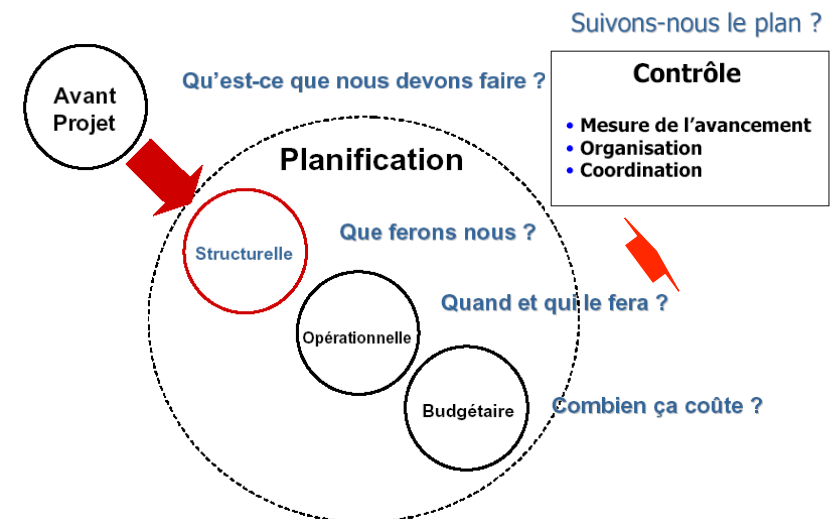 Suivons-nous le plan ?
Avant
Projet
Qu’est-ce que nous devons faire ?
Contrôle
• Mesure de l’avancement
• Organisation
• Coordination
Planification
Structurelle
Que ferons nous ?
Opérationnelle
Quand et qui le fera ?
Budgétaire
Combien ça coûte ?